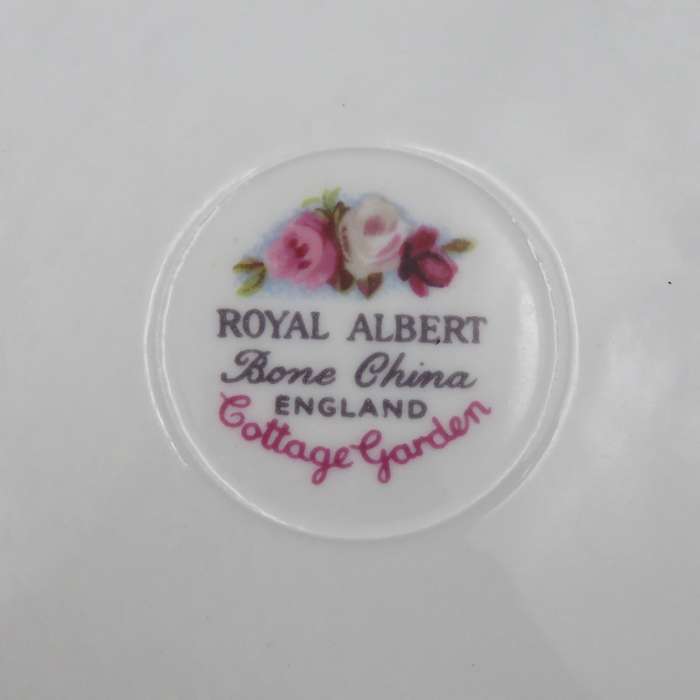 ROYAL ALBERT
Bone China
ENGLAND
Cottage Garden